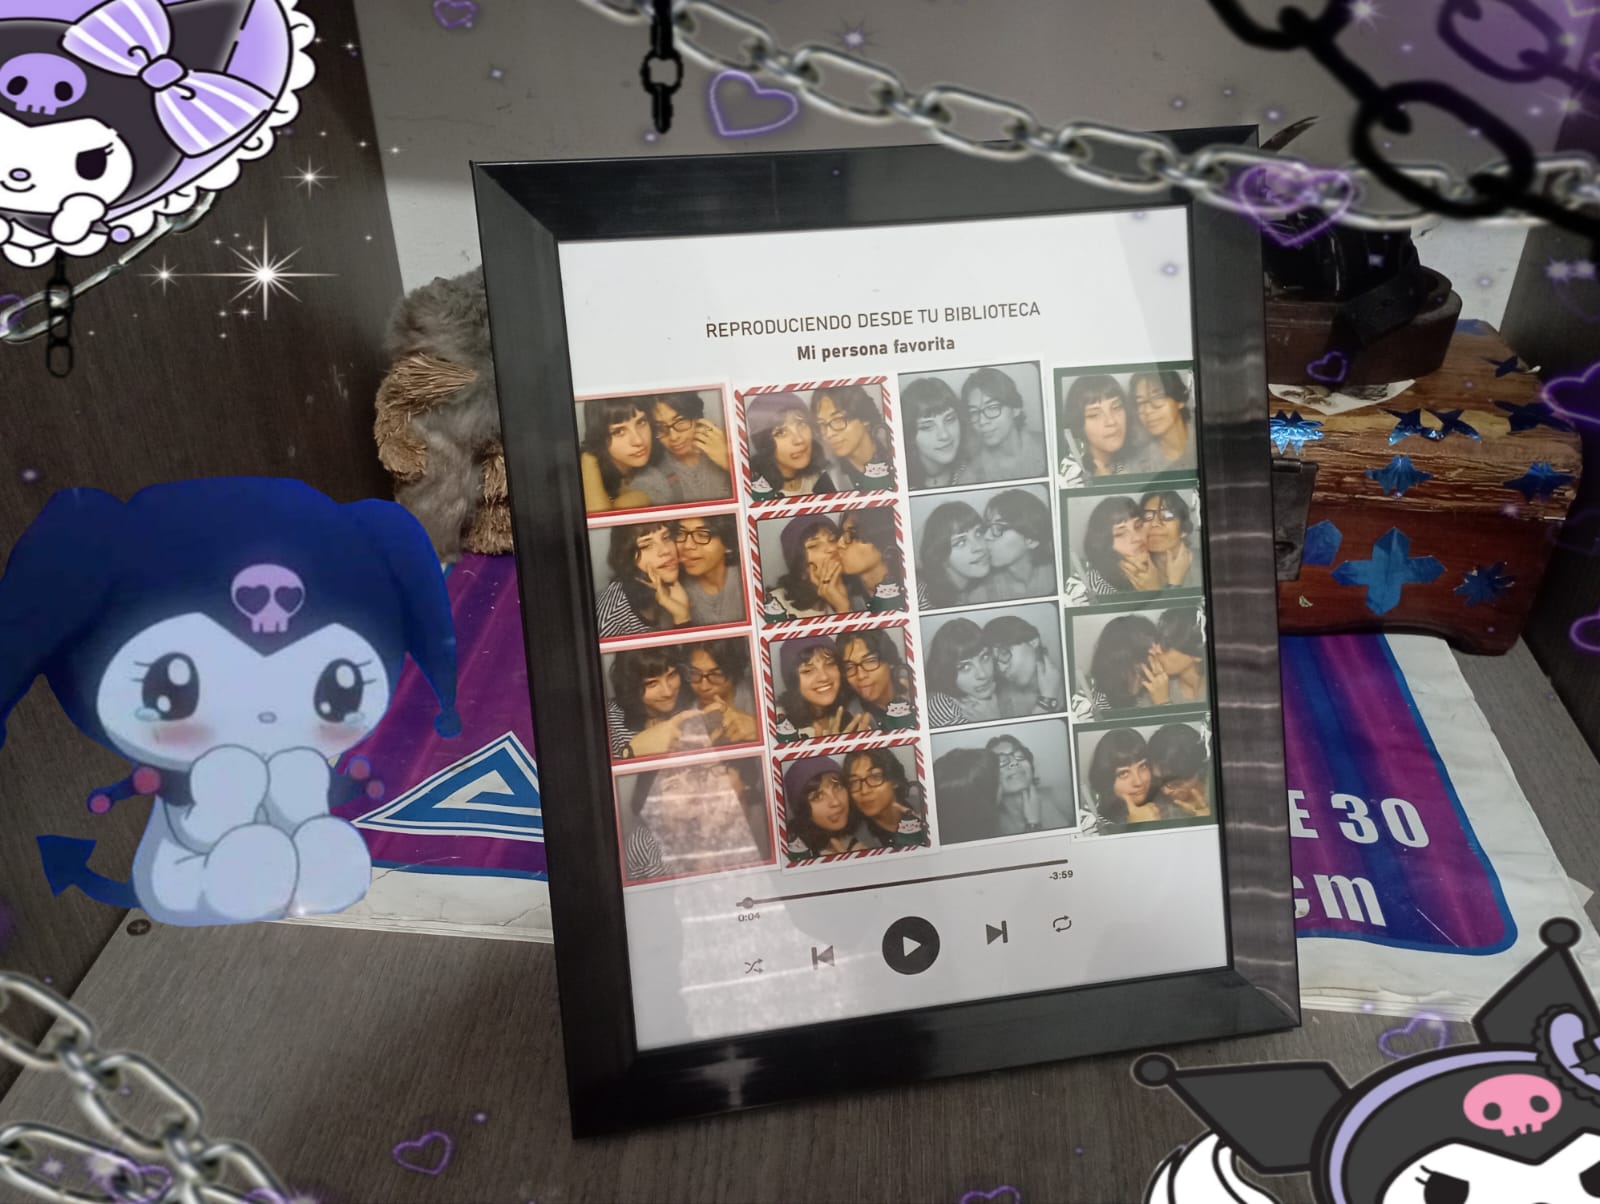 REPRODUCIENDO DESDE TU BIBLIOTECA
Mi persona favorita
0:04
-3:59
E 30
cm